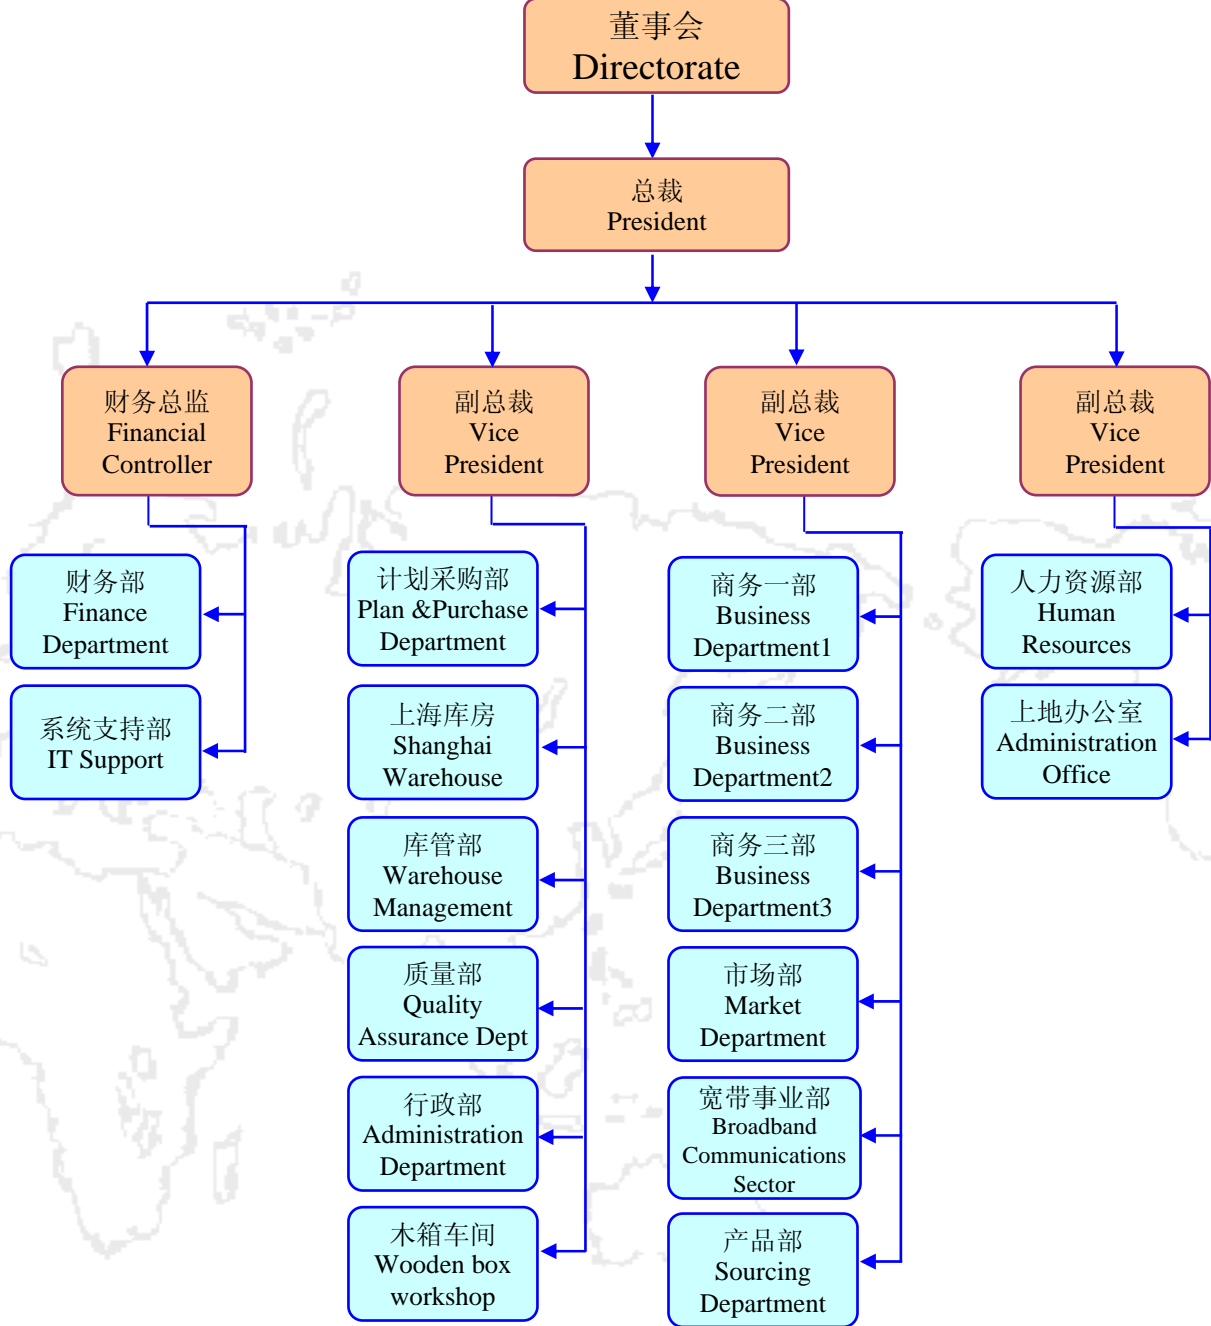 董事会
Directorate
总裁
President
财务总监
Financial
Controller
副总裁
Vice
President
副总裁
Vice
President
副总裁
Vice
President
财务部
Finance
Department
系统支持部
IT Support
计划采购部
Plan &Purchase
Department
上海库房
Shanghai
Warehouse
库管部
Warehouse
Management
质量部
Quality
Assurance Dept
行政部
Administration
Department
木箱车间
Wooden box
workshop
商务一部
Business
Department1
商务二部
Business
Department2
商务三部
Business
Department3
市场部
Market
Department
宽带事业部
Broadband
Communications
Sector
产品部
Sourcing
Department
人力资源部
Human
Resources
上地办公室
Administration
Office